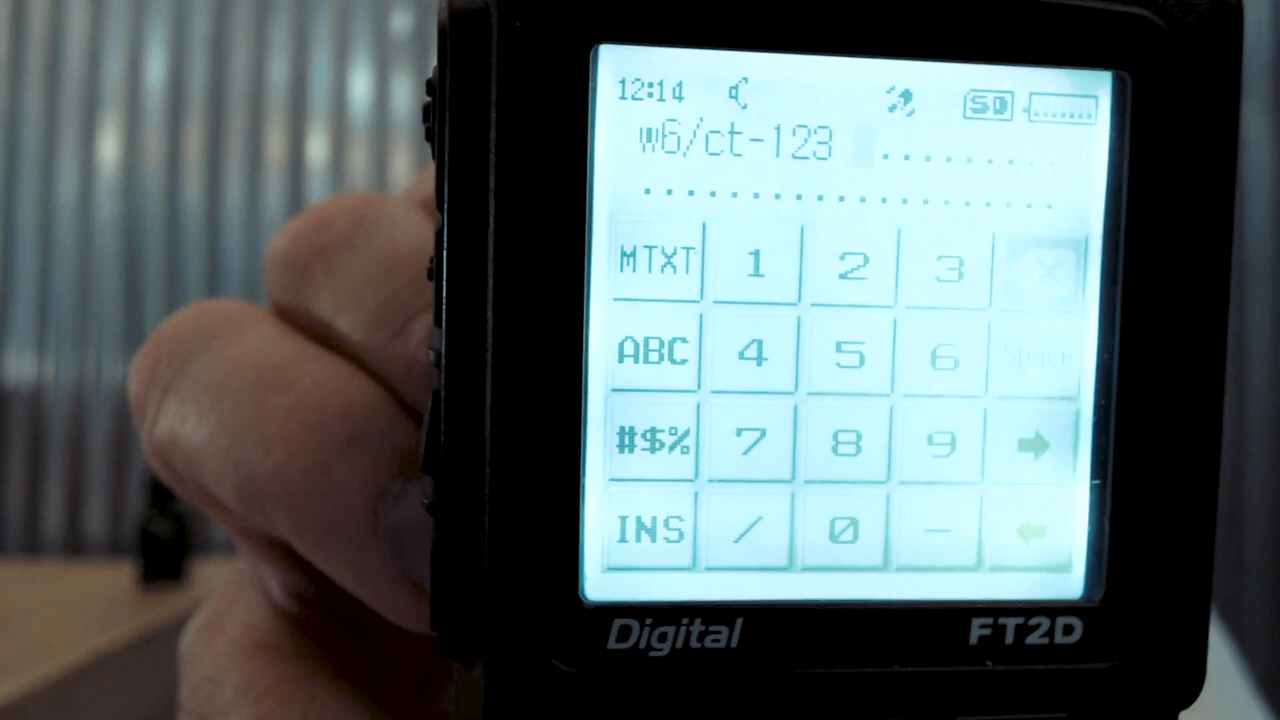 12:14 SD
w6/ct-123
MTXT 1 2 3
ABC 4 5 6 Space
#$% 7 8 9
INS / 0 -
Digital FT2D